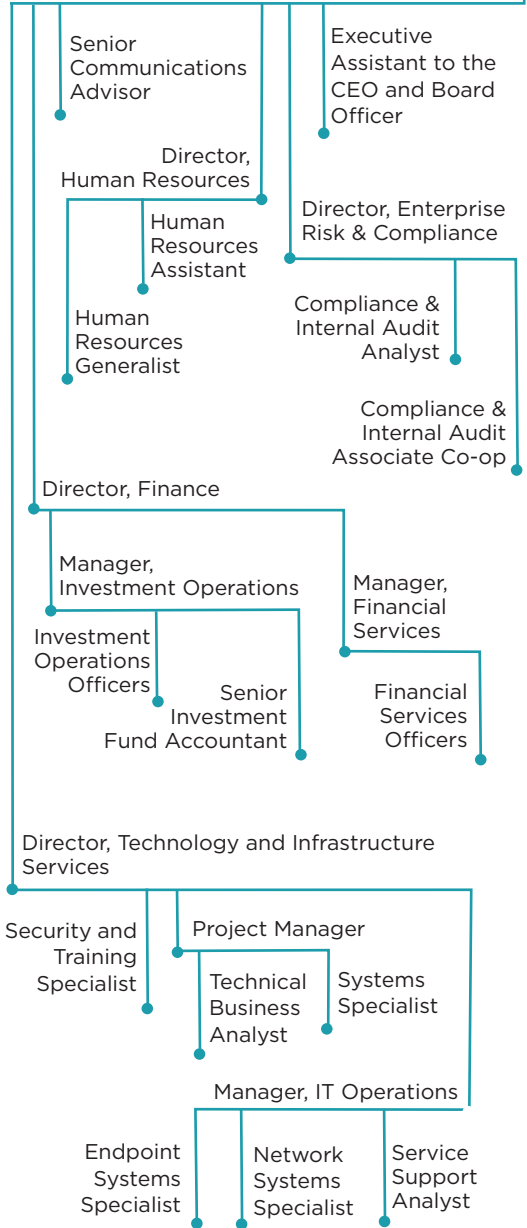 Senior
Communications
Advisor
Executive
Assistant to the
CEO and Board
Officer
Director,
Human Resources
Human
Resources
Assistant
Human
Resources
Generalist
Director, Enterprise
Risk & Compliance
Compliance &
Internal Audit
Analyst
Compliance &
Internal Audit
Associate Co-op
Director, Finance
Manager,
Investment Operations
Investment
Operations
Officers
Senior
Investment
Fund Accountant
Manager,
Financial
Services
Financial
Services
Officers
Director, Technology and Infrastructure
Services
Security and
Training
Specialist
Project Manager
Technical
Business
Analyst
Systems
Specialist
Manager, IT Operations
Endpoint
Systems
Specialist
Network
Systems
Specialist
Service
Support
Analyst